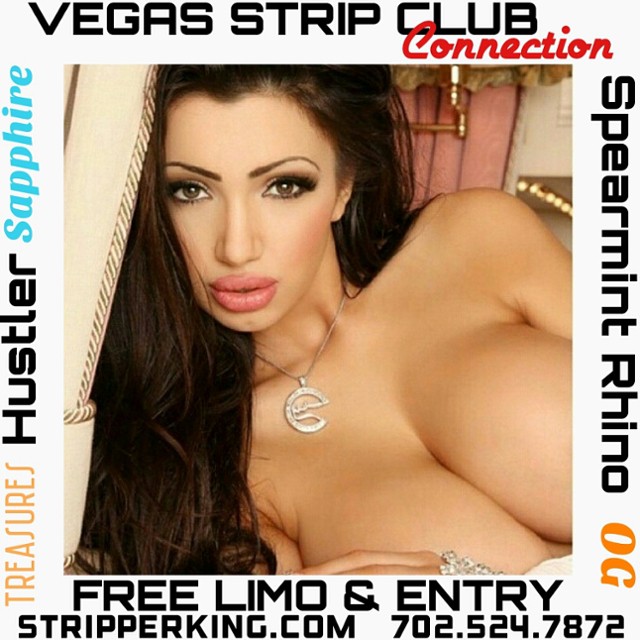 VEGAS STRIP CLUB
Connection
TREASURES Hustler Sapphire
Spearmint Rhino OG
FREE LIMO & ENTRY
STRIPPERKING.COM 702.524.7872